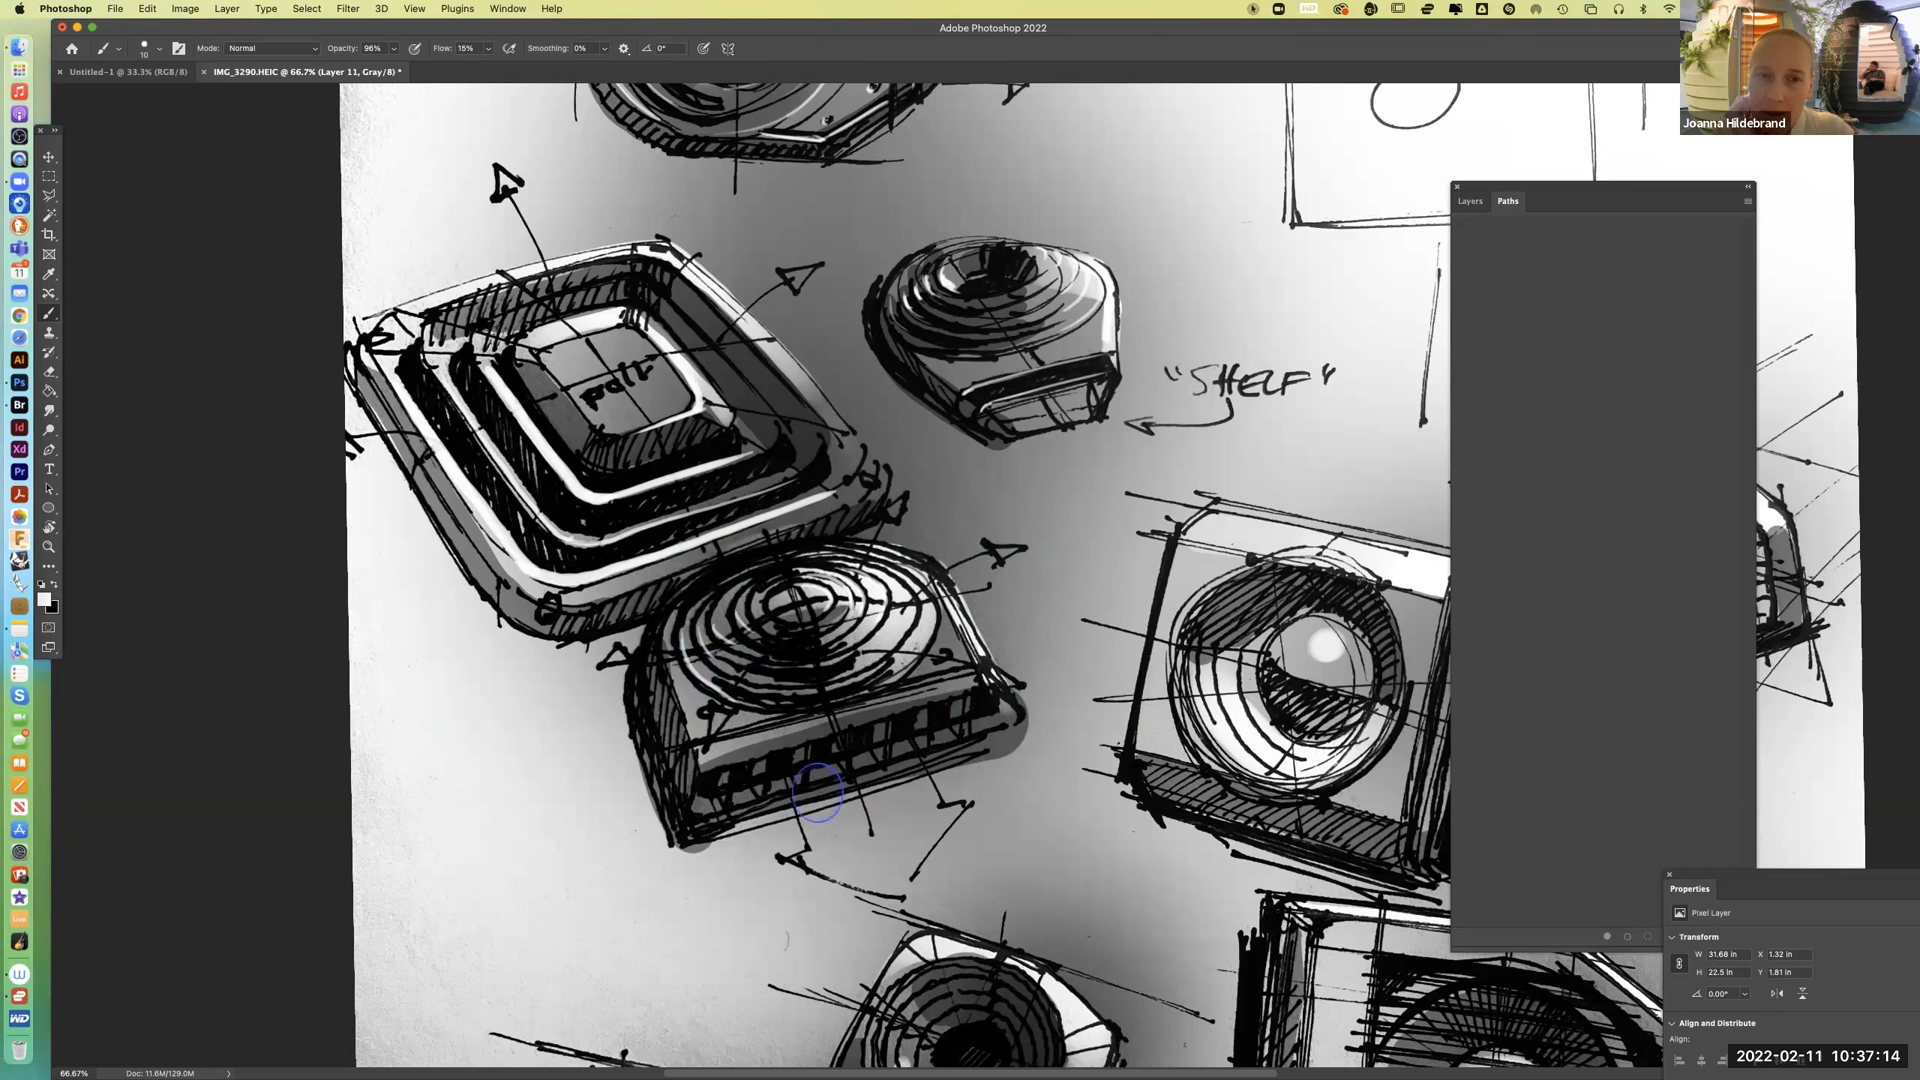 Photoshop File Edit Image Layer Type Select Filter 3D View Plugins Window Help
Adobe Photoshop 2022
10 Mode: Normal Opacity: 96% Flow: 15% Smoothing: 0% 0°
Untitled-1 @ 33.3% (RGB/8) IMG_3290.HEIC @ 66.7% (Layer 11, Gray/8) *
Joanna Hildebrand
Layers Paths
"SHELF"
Properties
Pixel Layer
Transform
W 31.68 in X 1.32 in
H 22.5 in Y 1.81 in
0.00°
Align and Distribute
Align:
2022-02-11 10:37:14
66.67% Doc: 11.6M/129.0M